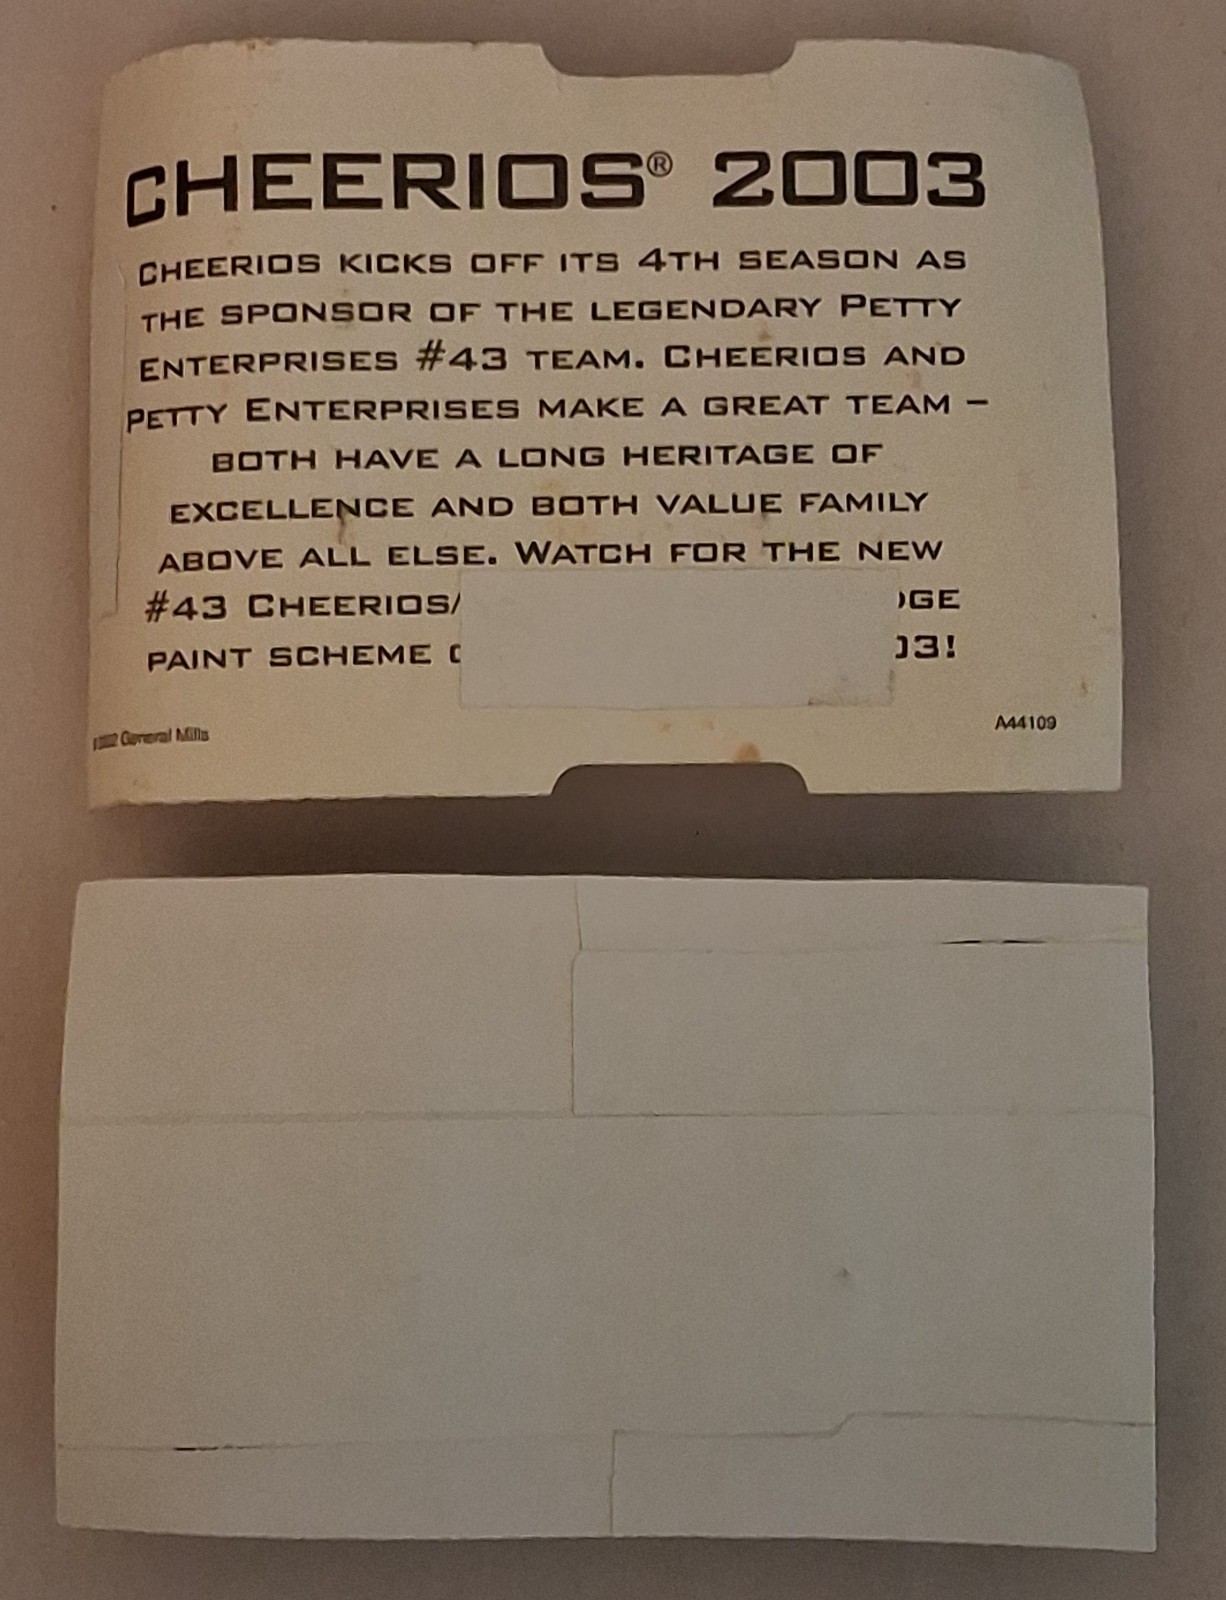 CHEERIOS® 2003
CHEERIOS KICKS OFF ITS 4TH SEASON AS
THE SPONSOR OF THE LEGENDARY PETTY
ENTERPRISES #43 TEAM. CHEERIOS AND
PETTY ENTERPRISES MAKE A GREAT TEAM –
BOTH HAVE A LONG HERITAGE OF
EXCELLENCE AND BOTH VALUE FAMILY
ABOVE ALL ELSE. WATCH FOR THE NEW
#43 CHEERIOS/
PAINT SCHEME
General Mills
A44109